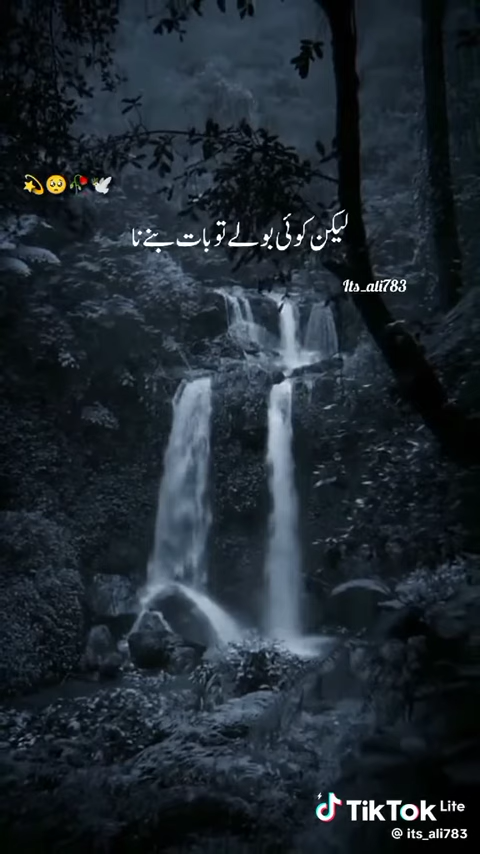 💫🥺🥀🕊️
لیکن کوئی بولے تو بات بنے نا
Its_ali783
TikTok Lite
@ its_ali783